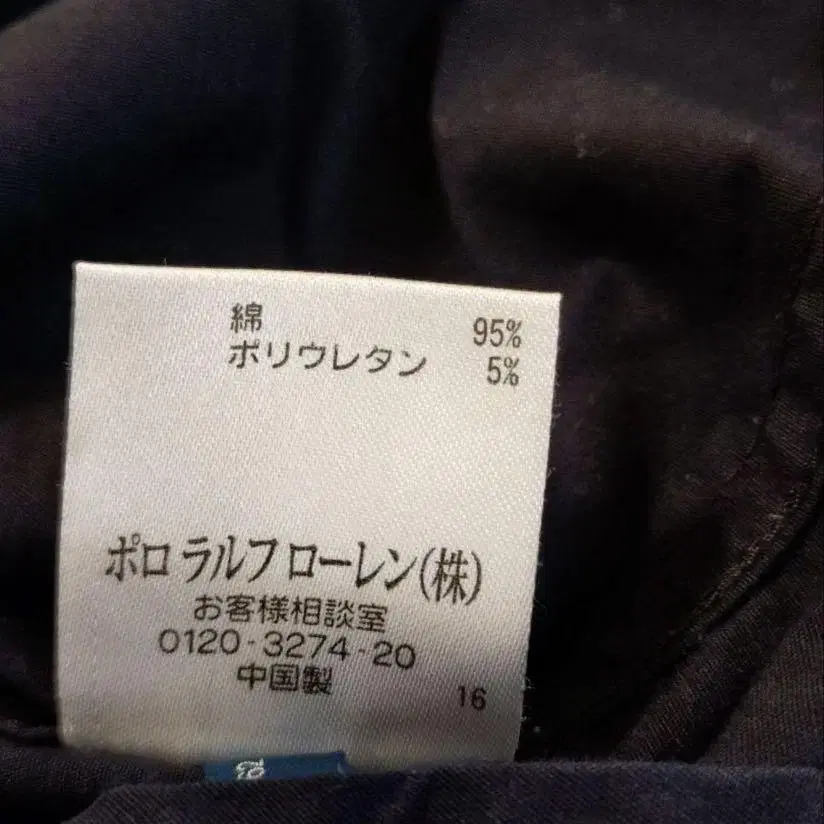 綿 95%
ポリウレタン 5%
ポロ ラルフ ローレン(株)
お客様相談室
0120-3274-20
中国製
16